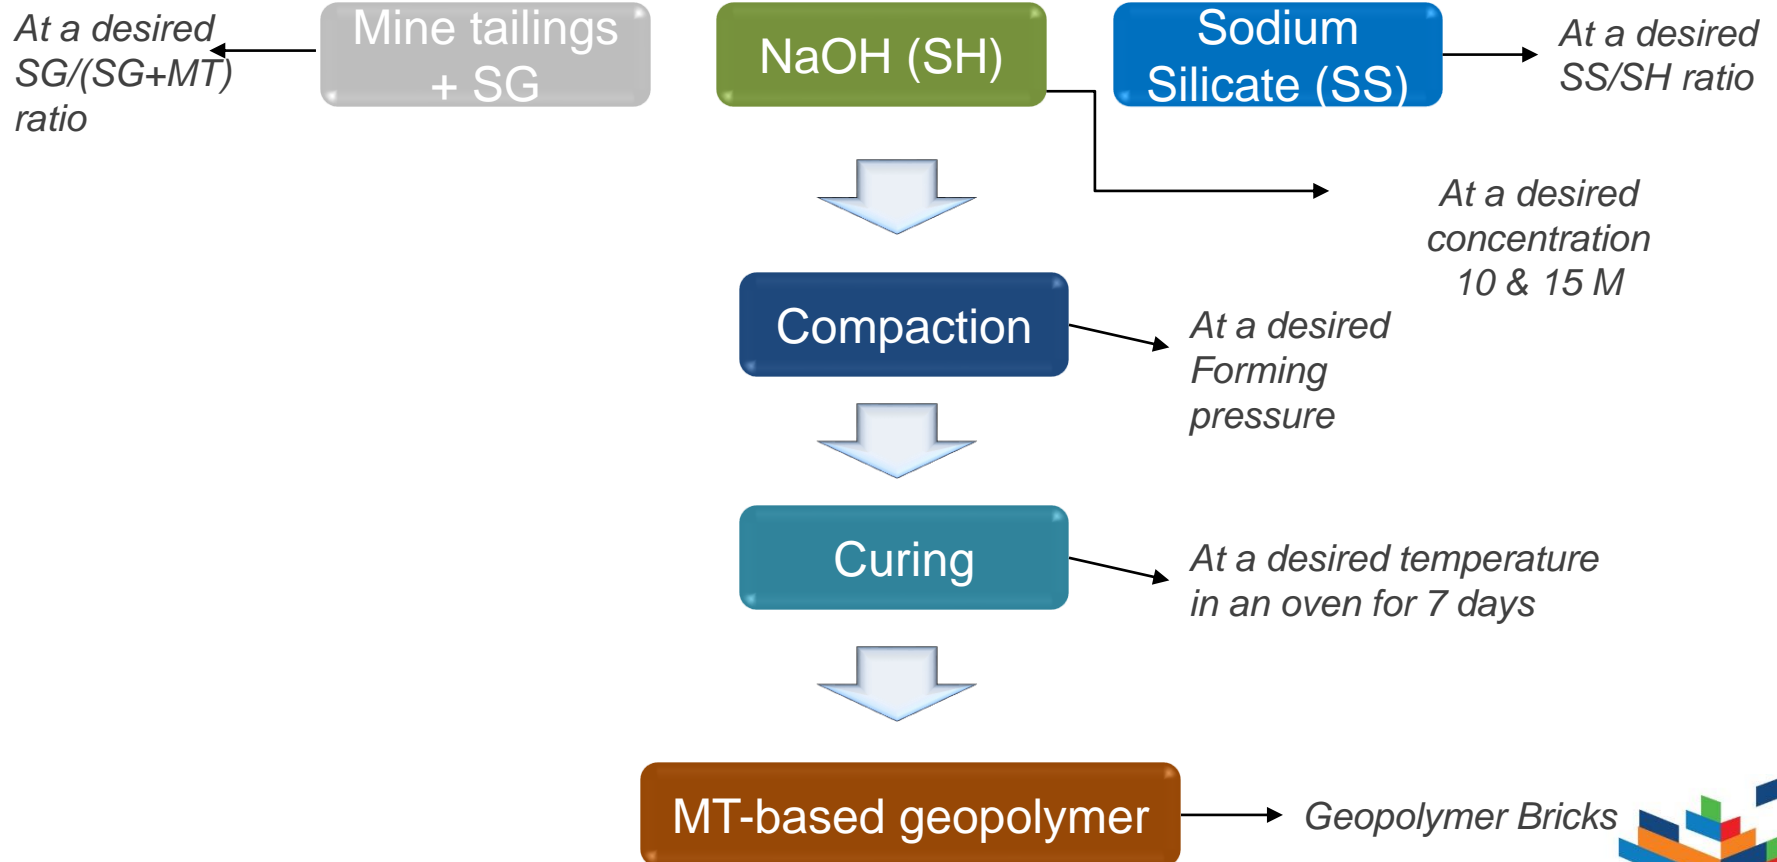 At a desired
SG/(SG+MT)
ratio
Mine tailings
+ SG
NaOH (SH)
Sodium
Silicate (SS)
At a desired
SS/SH ratio
At a desired
concentration
10 & 15 M
Compaction
At a desired
Forming
pressure
Curing
At a desired temperature
in an oven for 7 days
MT-based geopolymer
Geopolymer Bricks